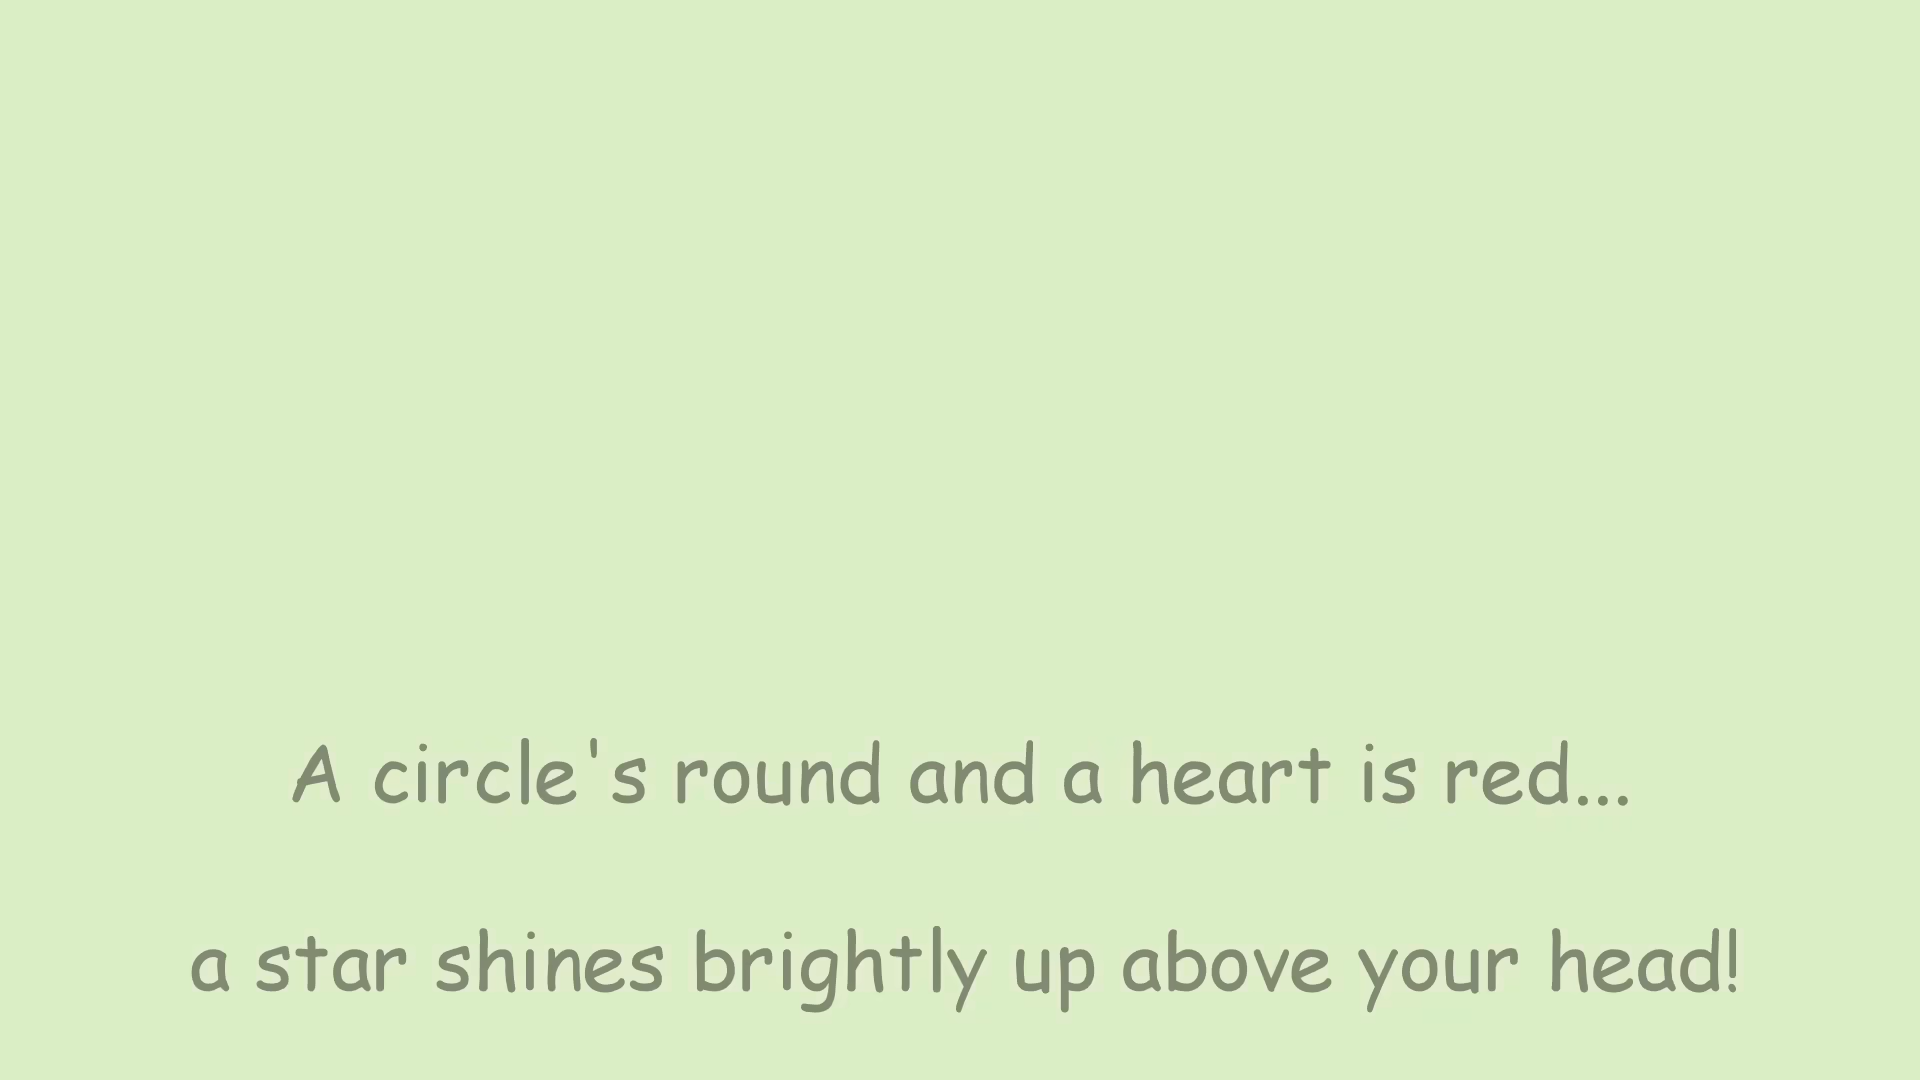 A circle's round and a heart is red...
a star shines brightly up above your head!